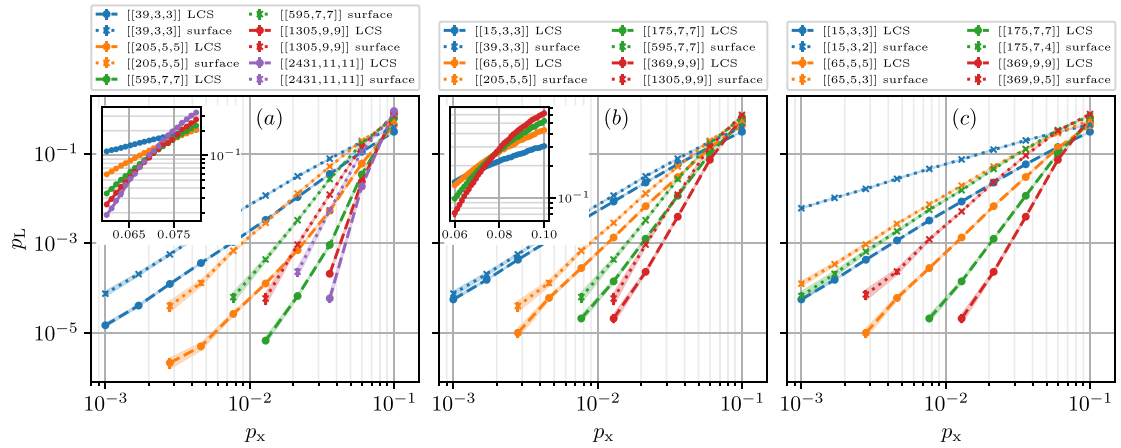 [[39,3,3]] LCS
[[39,3,3]] surface
[[205,5,5]] LCS
[[205,5,5]] surface
[[595,7,7]] LCS
[[595,7,7]] surface
[[1305,9,9]] LCS
[[1305,9,9]] surface
[[2431,11,11]] LCS
[[2431,11,11]] surface
[[15,3,3]] LCS
[[39,3,3]] surface
[[65,5,5]] LCS
[[205,5,5]] surface
[[175,7,7]] LCS
[[595,7,7]] surface
[[369,9,9]] LCS
[[1305,9,9]] surface
[[15,3,3]] LCS
[[15,3,2]] surface
[[65,5,5]] LCS
[[65,5,3]] surface
[[175,7,7]] LCS
[[175,7,4]] surface
[[369,9,9]] LCS
[[369,9,5]] surface
(a)
(b)
(c)
10⁻¹
10⁻³
10⁻⁵
p_L
10⁻¹
0.065
0.075
10⁻¹
0.06
0.08
0.10
10⁻³
10⁻²
10⁻¹
10⁻³
10⁻²
10⁻¹
10⁻³
10⁻²
10⁻¹
p_x
p_x
p_x